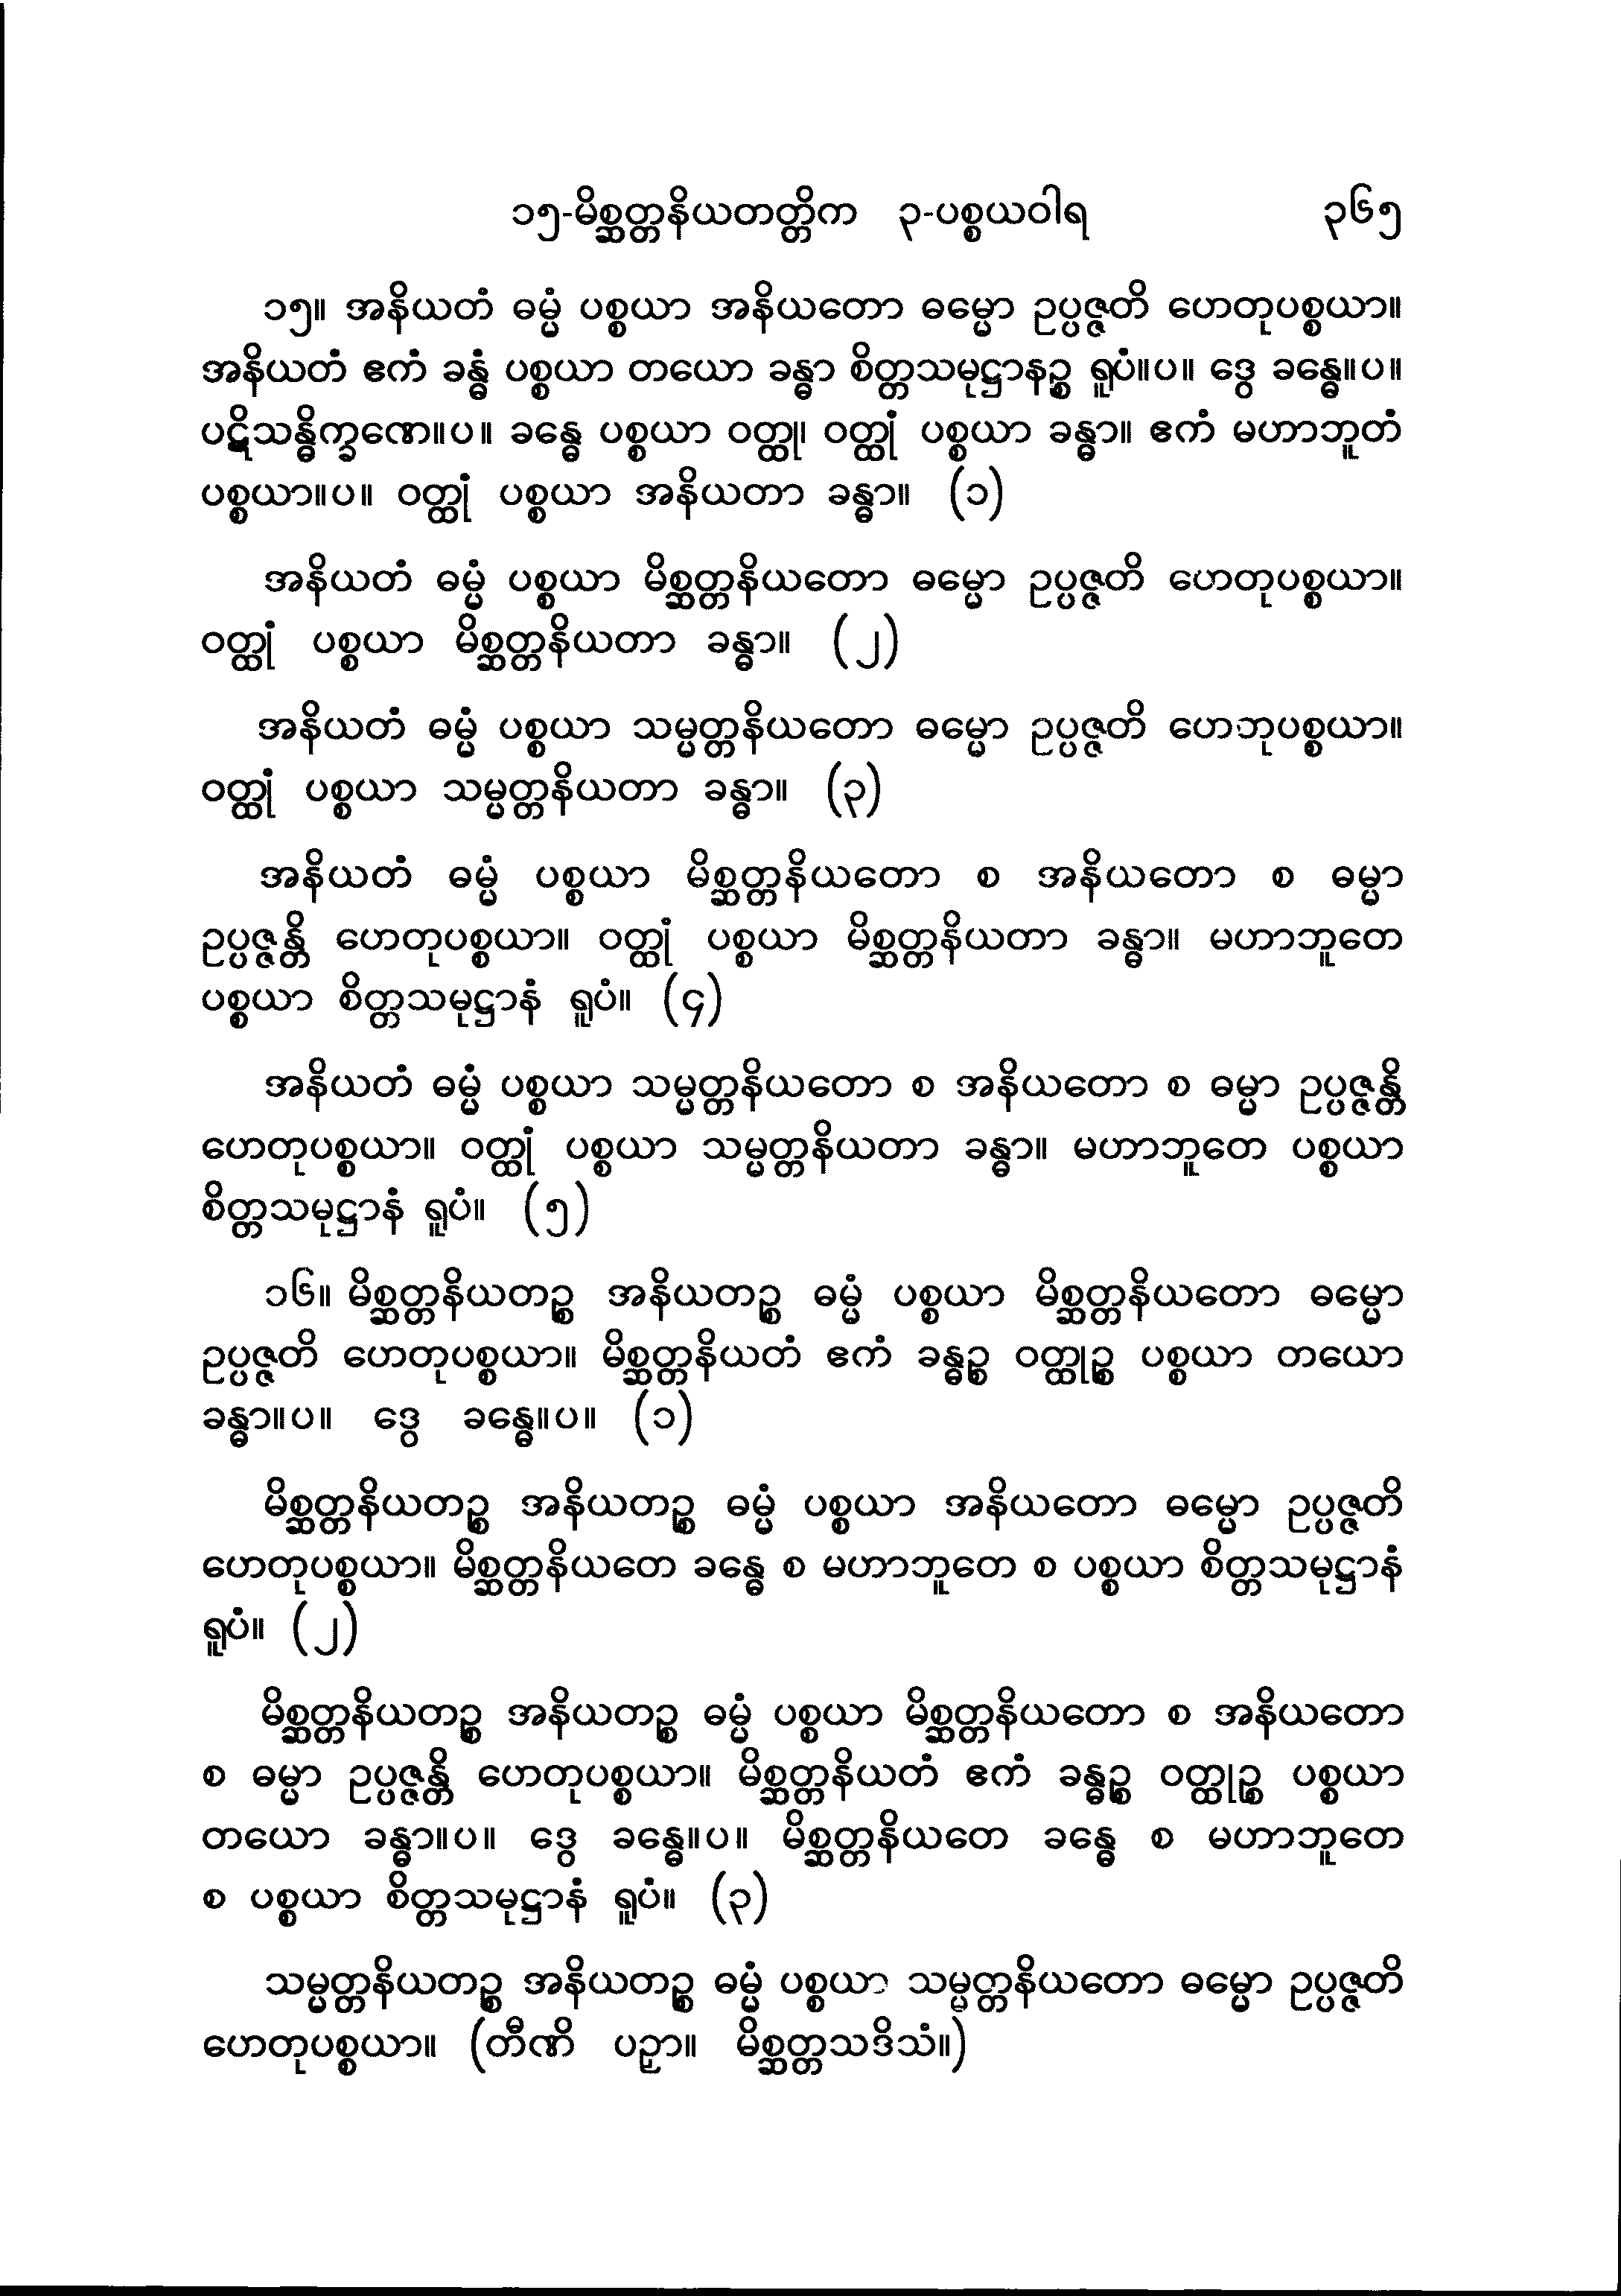 ၁၅-မိစ္ဆတ္တနိယတတ္တိက ၃-ပစ္စယဝါရ ၃၆၅
၁၅။ အနိယတံ ဓမ္မံ ပစ္စယာ အနိယတော ဓမ္မော ဥပ္ပဇ္ဇတိ ဟေတုပစ္စယာ။
အနိယတံ ဧကံ ခန္ဓံ ပစ္စယာ တယော ခန္ဓာ စိတ္တသမုဋ္ဌာနဉ္စ ရူပံ။ပ။ ဒွေ ခန္ဓေ။ပ။
ပဋိသန္ဓိက္ခဏေ။ပ။ ခန္ဓေ ပစ္စယာ ဝတ္ထု၊ ဝတ္ထုံ ပစ္စယာ ခန္ဓာ။ ဧကံ မဟာဘူတံ
ပစ္စယာ။ပ။ ဝတ္ထုံ ပစ္စယာ အနိယတာ ခန္ဓာ။ (၁)
အနိယတံ ဓမ္မံ ပစ္စယာ မိစ္ဆတ္တနိယတော ဓမ္မော ဥပ္ပဇ္ဇတိ ဟေတုပစ္စယာ။
ဝတ္ထုံ ပစ္စယာ မိစ္ဆတ္တနိယတာ ခန္ဓာ။ (၂)
အနိယတံ ဓမ္မံ ပစ္စယာ သမ္မတ္တနိယတော ဓမ္မော ဥပ္ပဇ္ဇတိ ဟေတုပစ္စယာ။
ဝတ္ထုံ ပစ္စယာ သမ္မတ္တနိယတာ ခန္ဓာ။ (၃)
အနိယတံ ဓမ္မံ ပစ္စယာ မိစ္ဆတ္တနိယတော စ အနိယတော စ ဓမ္မာ
ဥပ္ပဇ္ဇန္တိ ဟေတုပစ္စယာ။ ဝတ္ထုံ ပစ္စယာ မိစ္ဆတ္တနိယတာ ခန္ဓာ။ မဟာဘူတေ
ပစ္စယာ စိတ္တသမုဋ္ဌာနံ ရူပံ။ (၄)
အနိယတံ ဓမ္မံ ပစ္စယာ သမ္မတ္တနိယတော စ အနိယတော စ ဓမ္မာ ဥပ္ပဇ္ဇန္တိ
ဟေတုပစ္စယာ။ ဝတ္ထုံ ပစ္စယာ သမ္မတ္တနိယတာ ခန္ဓာ။ မဟာဘူတေ ပစ္စယာ
စိတ္တသမုဋ္ဌာနံ ရူပံ။ (၅)
၁၆။ မိစ္ဆတ္တနိယတဉ္စ အနိယတဉ္စ ဓမ္မံ ပစ္စယာ မိစ္ဆတ္တနိယတော ဓမ္မော
ဥပ္ပဇ္ဇတိ ဟေတုပစ္စယာ။ မိစ္ဆတ္တနိယတံ ဧကံ ခန္ဓဉ္စ ဝတ္ထုဉ္စ ပစ္စယာ တယော
ခန္ဓာ။ပ။ ဒွေ ခန္ဓေ။ပ။ (၁)
မိစ္ဆတ္တနိယတဉ္စ အနိယတဉ္စ ဓမ္မံ ပစ္စယာ အနိယတော ဓမ္မော ဥပ္ပဇ္ဇတိ
ဟေတုပစ္စယာ။ မိစ္ဆတ္တနိယတေ ခန္ဓေ စ မဟာဘူတေ စ ပစ္စယာ စိတ္တသမုဋ္ဌာနံ
ရူပံ။ (၂)
မိစ္ဆတ္တနိယတဉ္စ အနိယတဉ္စ ဓမ္မံ ပစ္စယာ မိစ္ဆတ္တနိယတော စ အနိယတော
စ ဓမ္မာ ဥပ္ပဇ္ဇန္တိ ဟေတုပစ္စယာ။ မိစ္ဆတ္တနိယတံ ဧကံ ခန္ဓဉ္စ ဝတ္ထုဉ္စ ပစ္စယာ
တယော ခန္ဓာ။ပ။ ဒွေ ခန္ဓေ။ပ။ မိစ္ဆတ္တနိယတေ ခန္ဓေ စ မဟာဘူတေ
စ ပစ္စယာ စိတ္တသမုဋ္ဌာနံ ရူပံ။ (၃)
သမ္မတ္တနိယတဉ္စ အနိယတဉ္စ ဓမ္မံ ပစ္စယာ သမ္မတ္တနိယတော ဓမ္မော ဥပ္ပဇ္ဇတိ
ဟေတုပစ္စယာ။ (တီဏိ ပဉှာ။ မိစ္ဆတ္တသဒိသံ။)